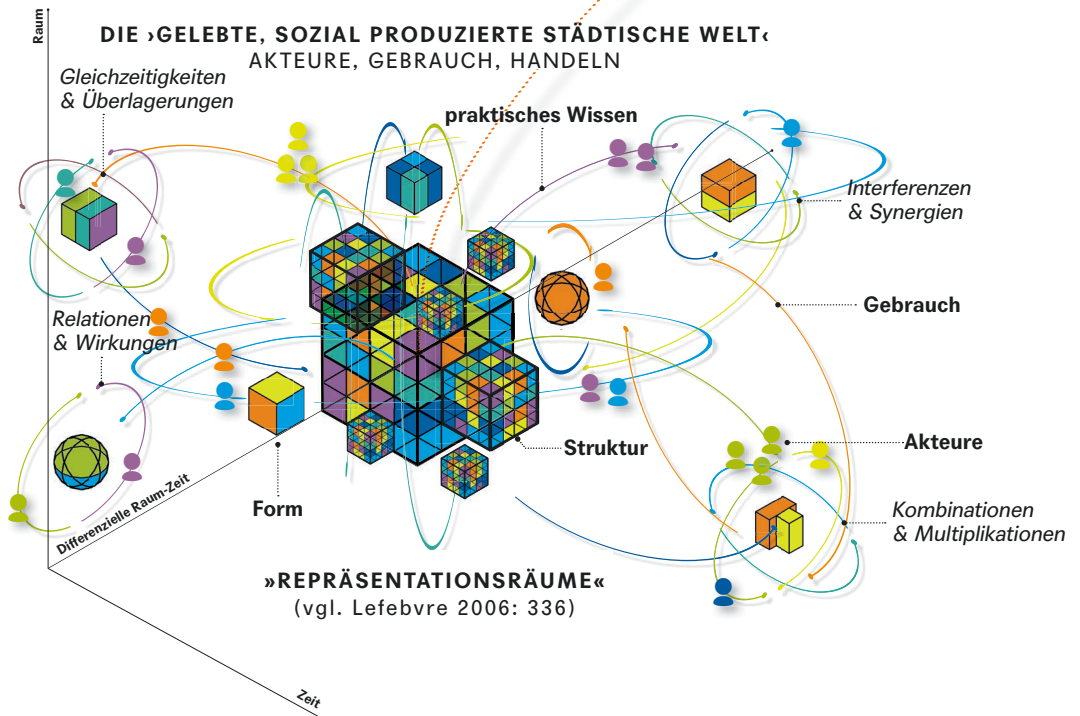 Raum
DIE ›GELEBTE, SOZIAL PRODUZIERTE STÄDTISCHE WELT‹
AKTEURE, GEBRAUCH, HANDELN
Gleichzeitigkeiten
& Überlagerungen
praktisches Wissen
Interferenzen
& Synergien
Gebrauch
Relationen
& Wirkungen
Struktur
Akteure
Form
Differenzielle Raum-Zeit
Kombinationen
& Multiplikationen
»REPRÄSENTATIONSRÄUME«
(vgl. Lefebvre 2006: 336)
Zeit